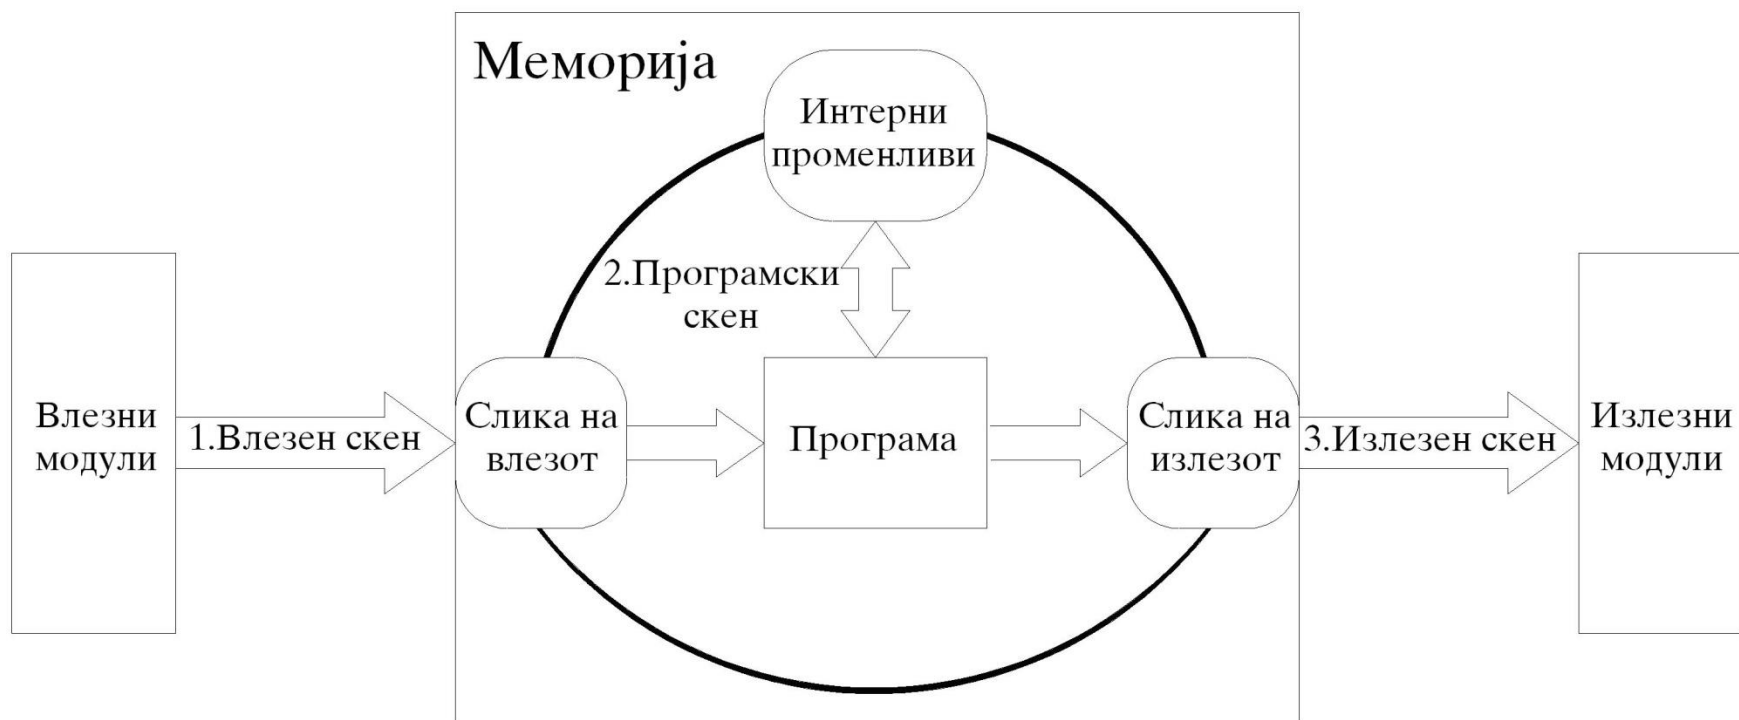 Меморија
Интерни
променливи
2.Програмски
скен
Влезни
модули
1.Влезен скен
Слика на
влезот
Програма
Слика на
излезот
3.Излезен скен
Излезни
модули